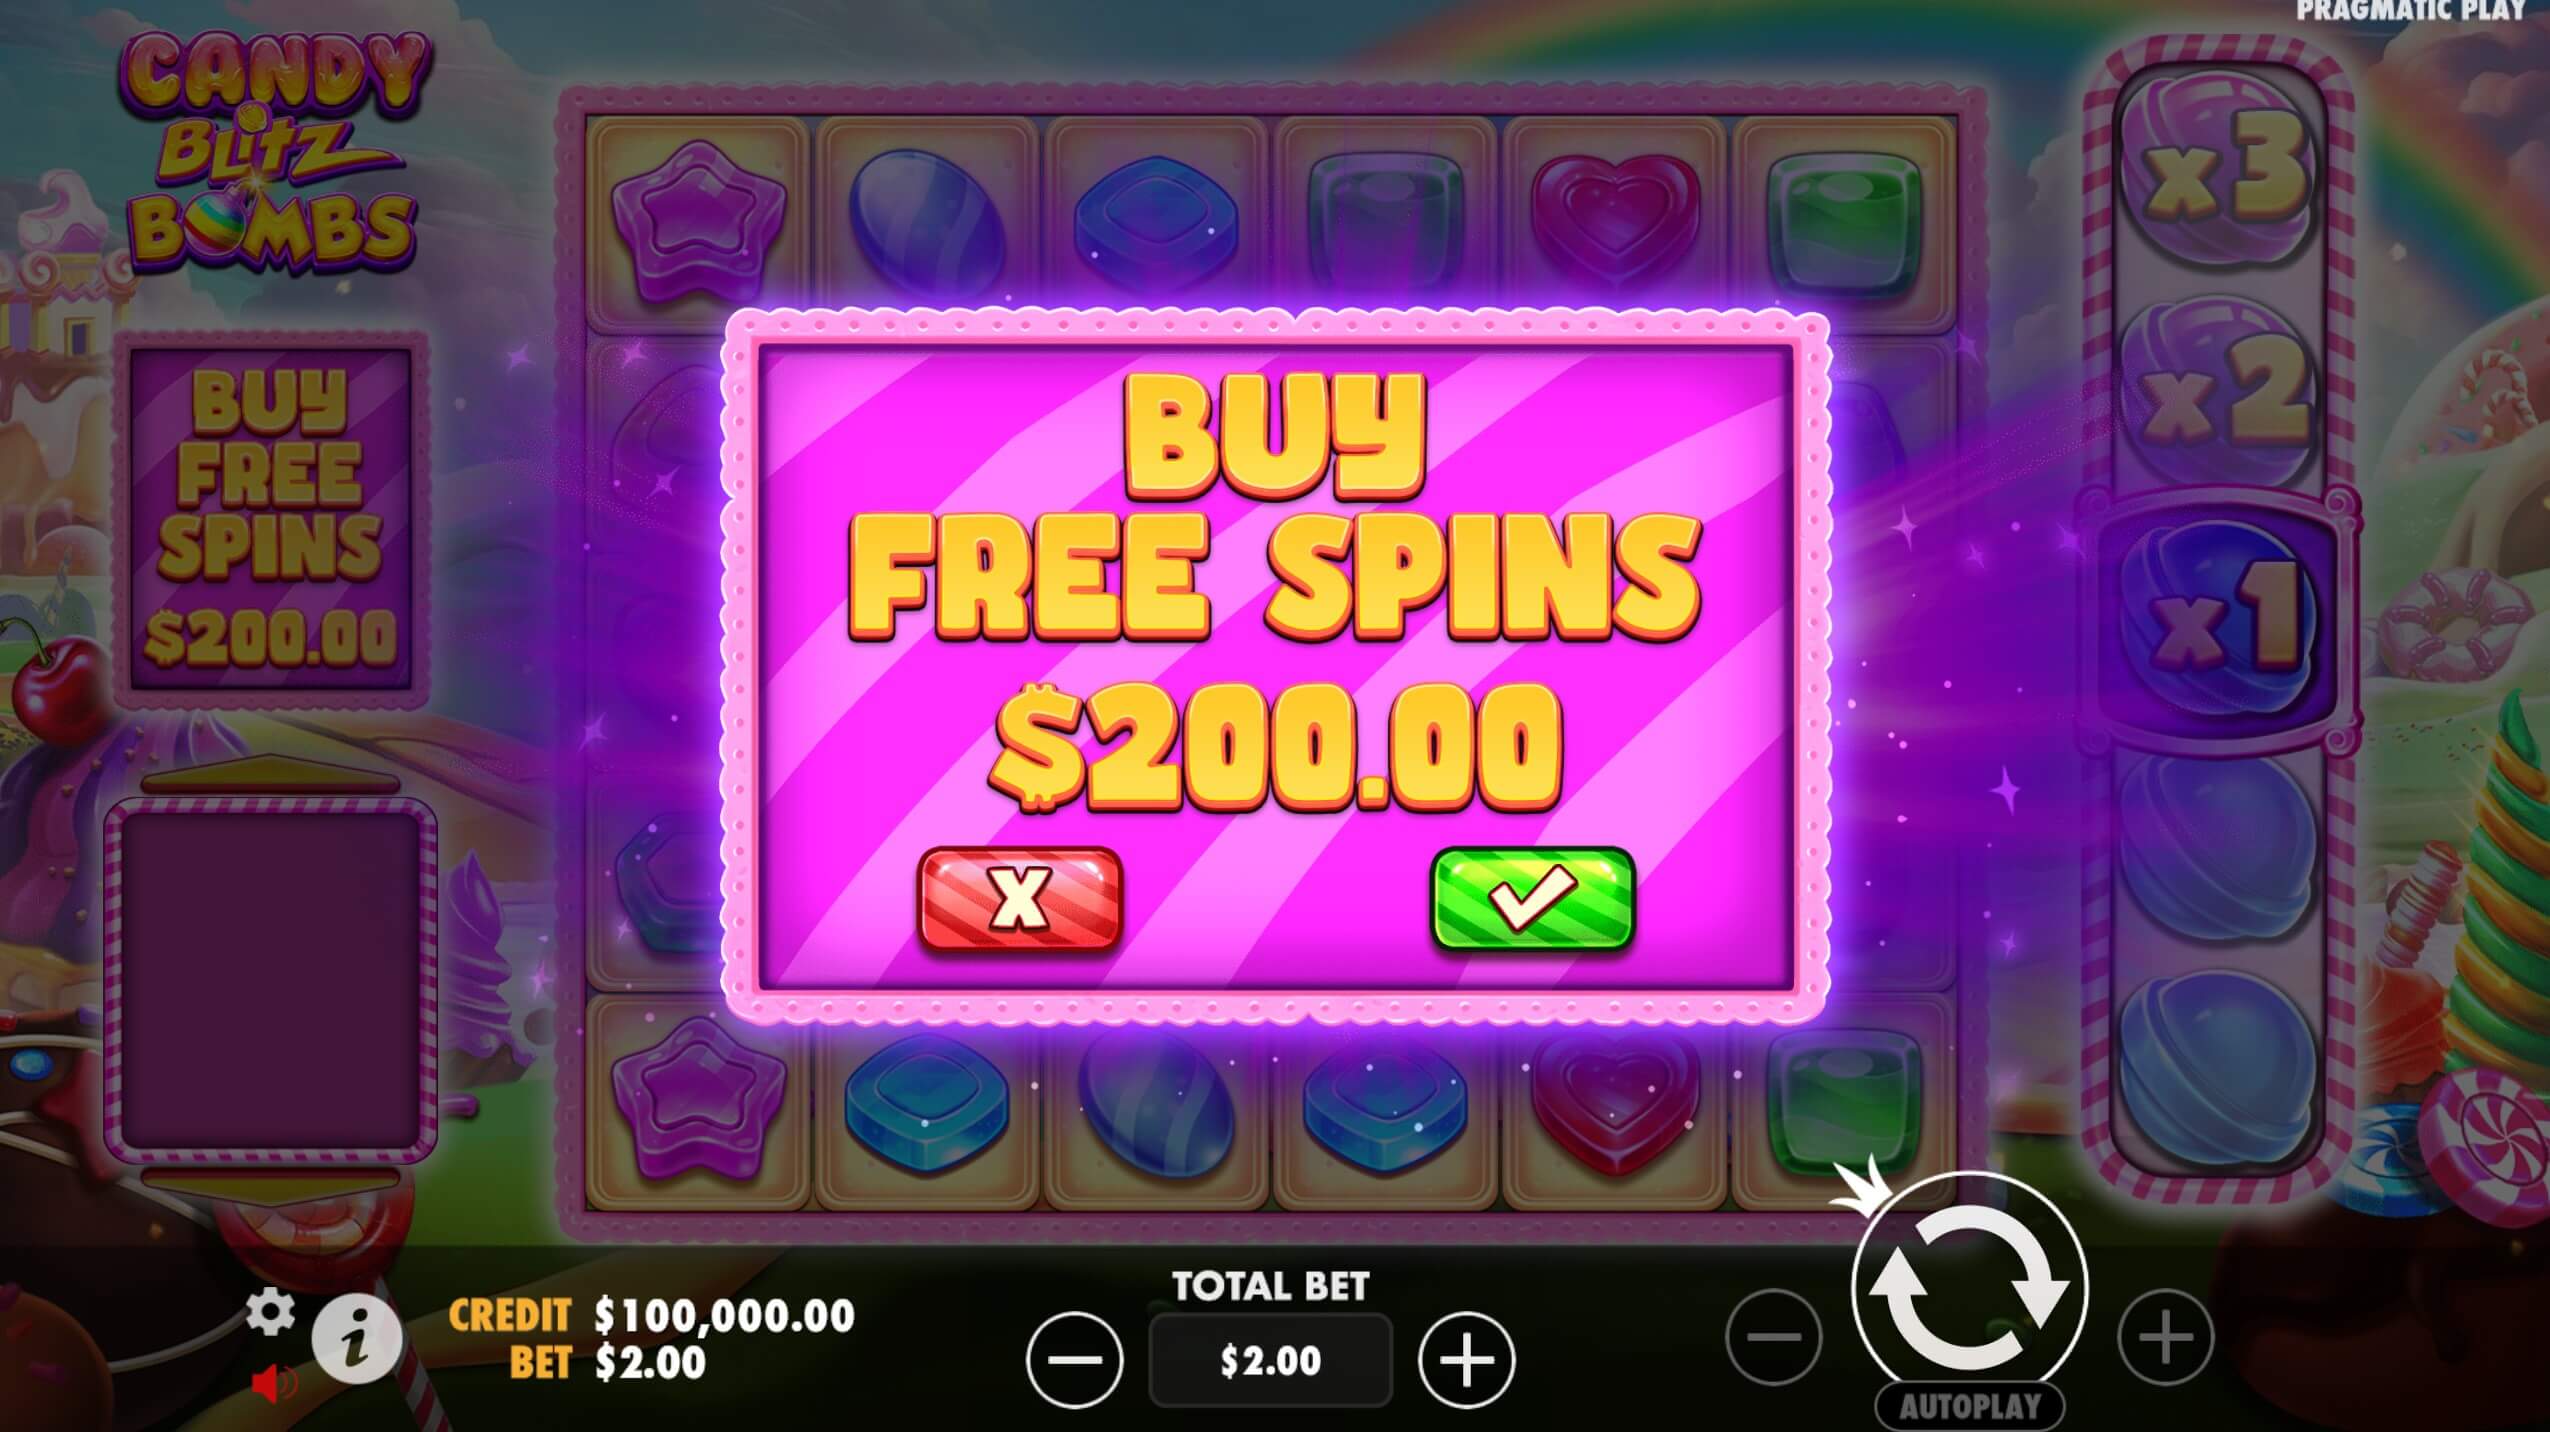 PRAGMATIC PLAY
CANDY
BLITZ
BOMBS
BUY
FREE
SPINS
$200.00
BUY
FREE SPINS
$200.00
X
x3
x2
x1
CREDIT $100,000.00
BET $2.00
TOTAL BET
$2.00
AUTOPLAY